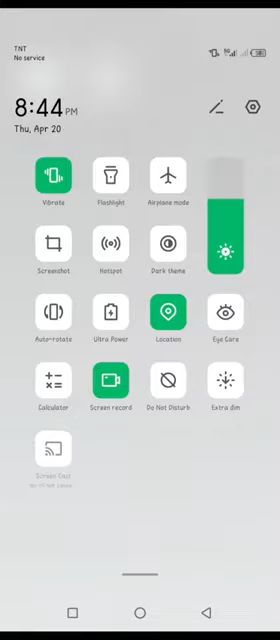 TNT
No service
8:44 PM
Thu, Apr 20
Vibrate
Flashlight
Airplane mode
Screenshot
Hotspot
Dark theme
Auto-rotate
Ultra Power
Location
Eye Care
Calculator
Screen record
Do Not Disturb
Extra dim
Screen Cast